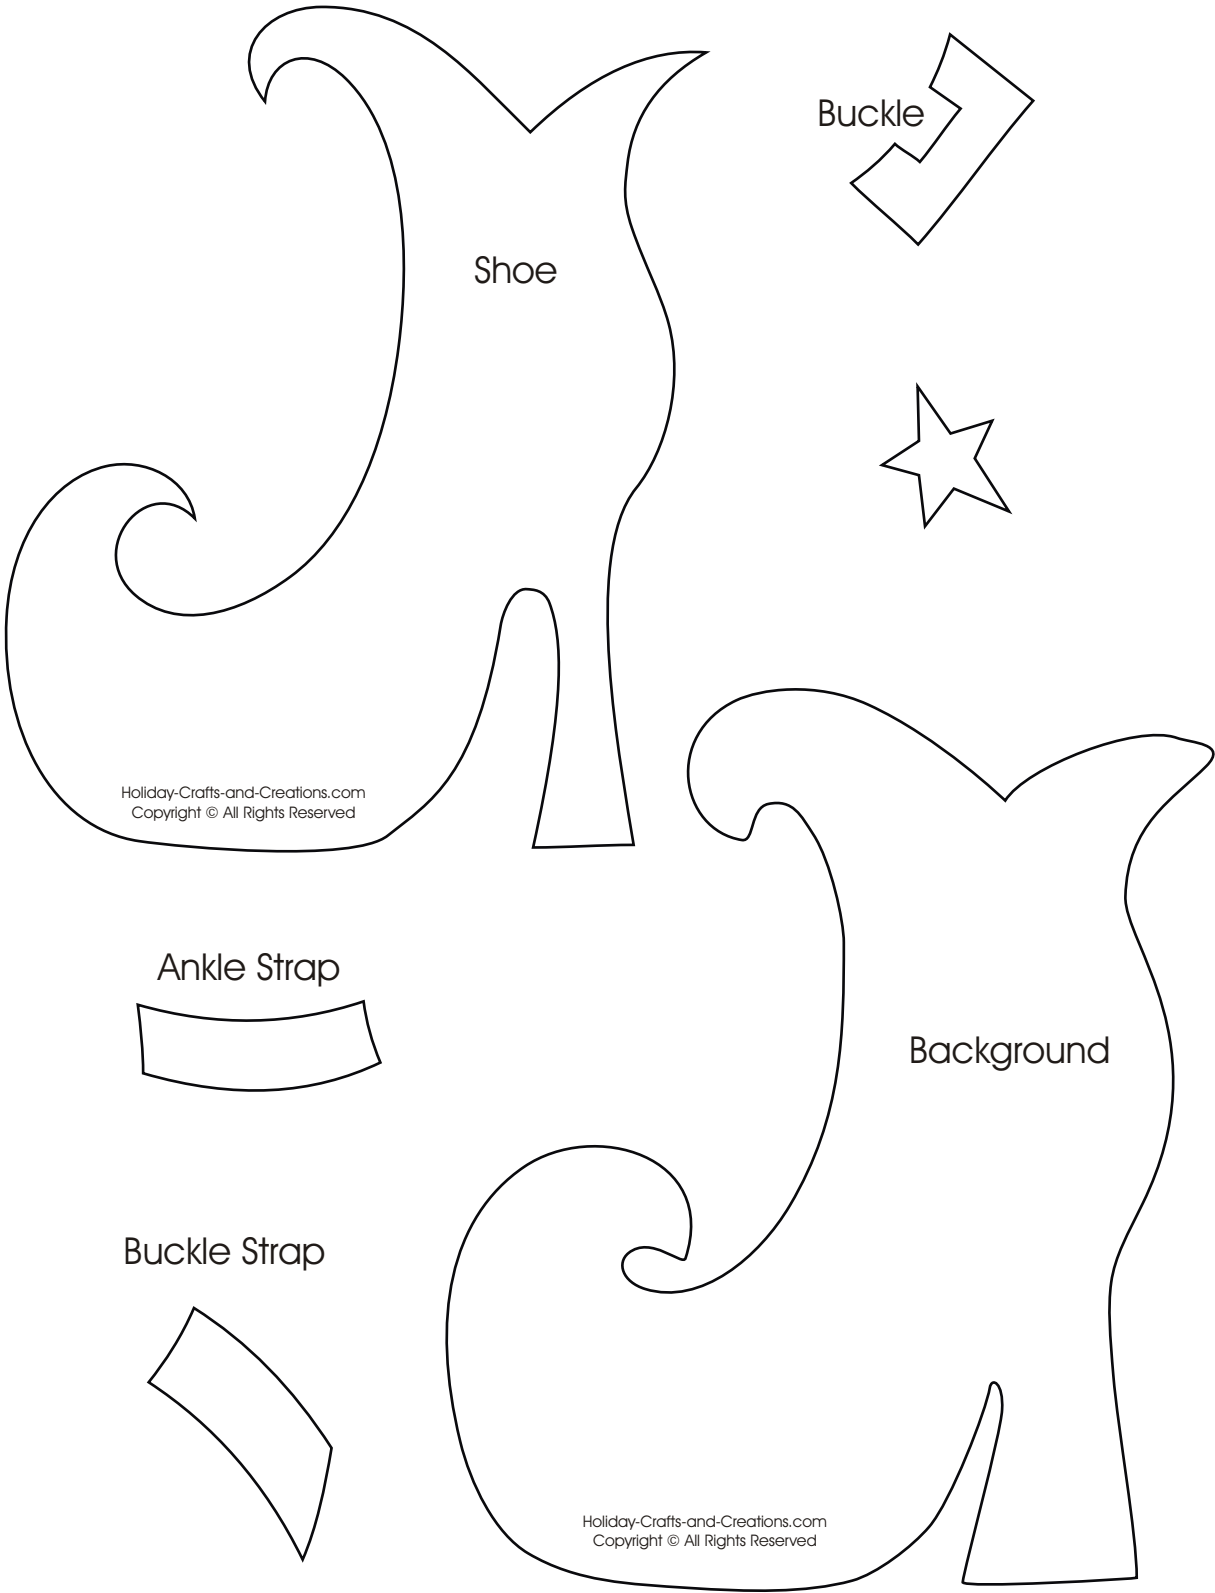 Buckle
Shoe
Holiday-Crafts-and-Creations.com
Copyright © All Rights Reserved
Ankle Strap
Background
Buckle Strap
Holiday-Crafts-and-Creations.com
Copyright © All Rights Reserved